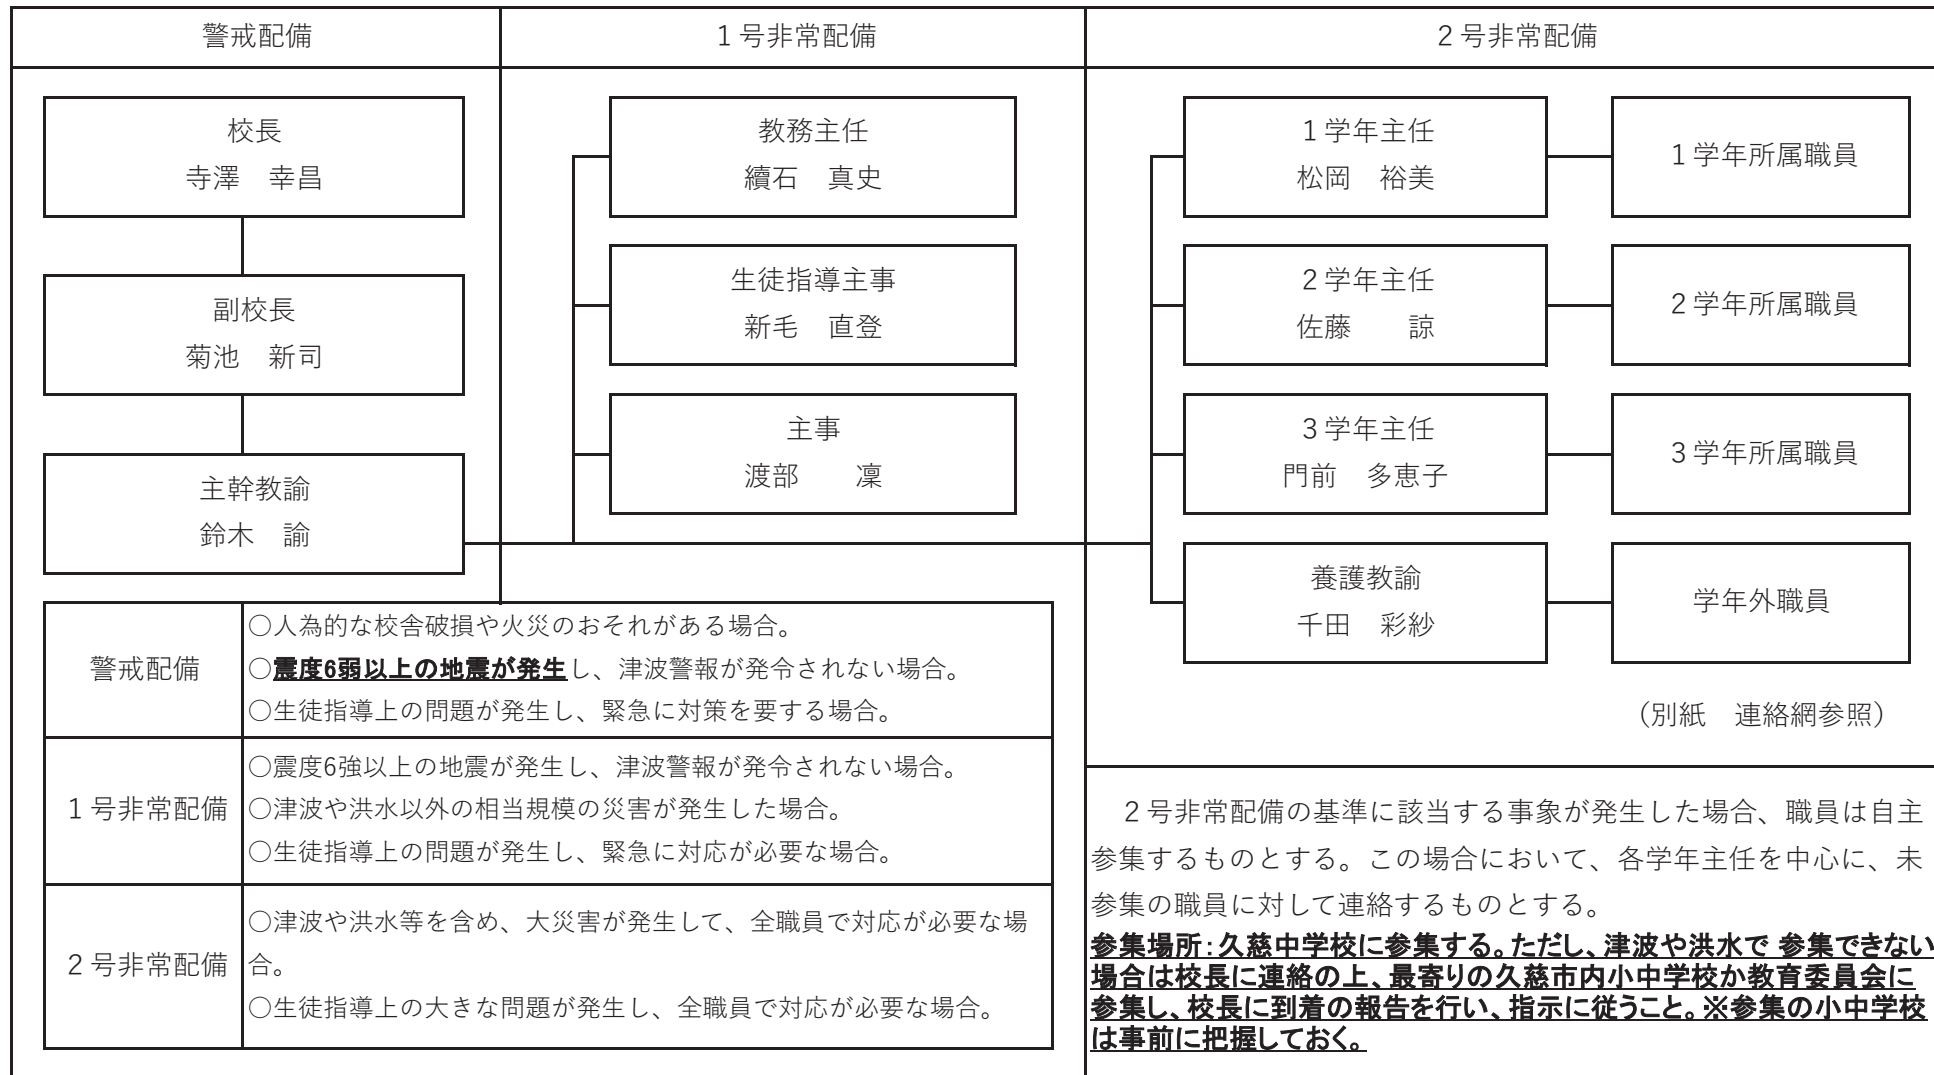 警戒配備
１号非常配備
２号非常配備
校長
寺澤　幸昌
副校長
菊池　新司
主幹教諭
鈴木　諭
教務主任
續石　真史
生徒指導主事
新毛　直登
主事
渡部　　凜
１学年主任
松岡　裕美
１学年所属職員
２学年主任
佐藤　　諒
２学年所属職員
３学年主任
門前　多恵子
３学年所属職員
養護教諭
千田　彩紗
学年外職員
（別紙　連絡網参照）
警戒配備
○人為的な校舎破損や火災のおそれがある場合。
○震度6弱以上の地震が発生し、津波警報が発令されない場合。
○生徒指導上の問題が発生し、緊急に対策を要する場合。
１号非常配備
○震度6強以上の地震が発生し、津波警報が発令されない場合。
○津波や洪水以外の相当規模の災害が発生した場合。
○生徒指導上の問題が発生し、緊急に対応が必要な場合。
２号非常配備
○津波や洪水等を含め、大災害が発生して、全職員で対応が必要な場
合。
○生徒指導上の大きな問題が発生し、全職員で対応が必要な場合。
２号非常配備の基準に該当する事象が発生した場合、職員は自主
参集するものとする。この場合において、各学年主任を中心に、未
参集の職員に対して連絡するものとする。
参集場所：久慈中学校に参集する。ただし、津波や洪水で 参集できない
場合は校長に連絡の上、最寄りの久慈市内小中学校か教育委員会に
参集し、校長に到着の報告を行い、指示に従うこと。※参集の小中学校
は事前に把握しておく。